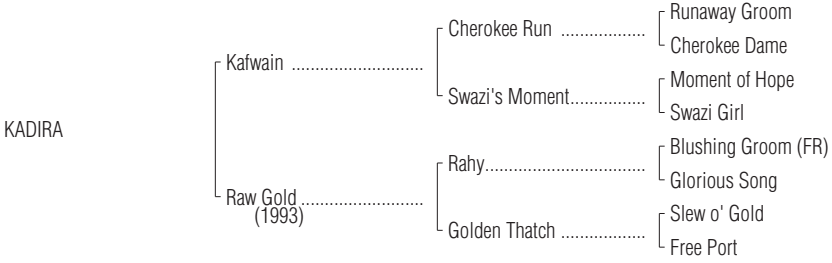 Runaway Groom
Cherokee Run ..................
Cherokee Dame
Kafwain ............................
Moment of Hope
Swazi's Moment................
Swazi Girl
KADIRA
Blushing Groom (FR)
Rahy..................................
Glorious Song
Raw Gold ..........................
(1993)
Slew o' Gold
Golden Thatch ..................
Free Port